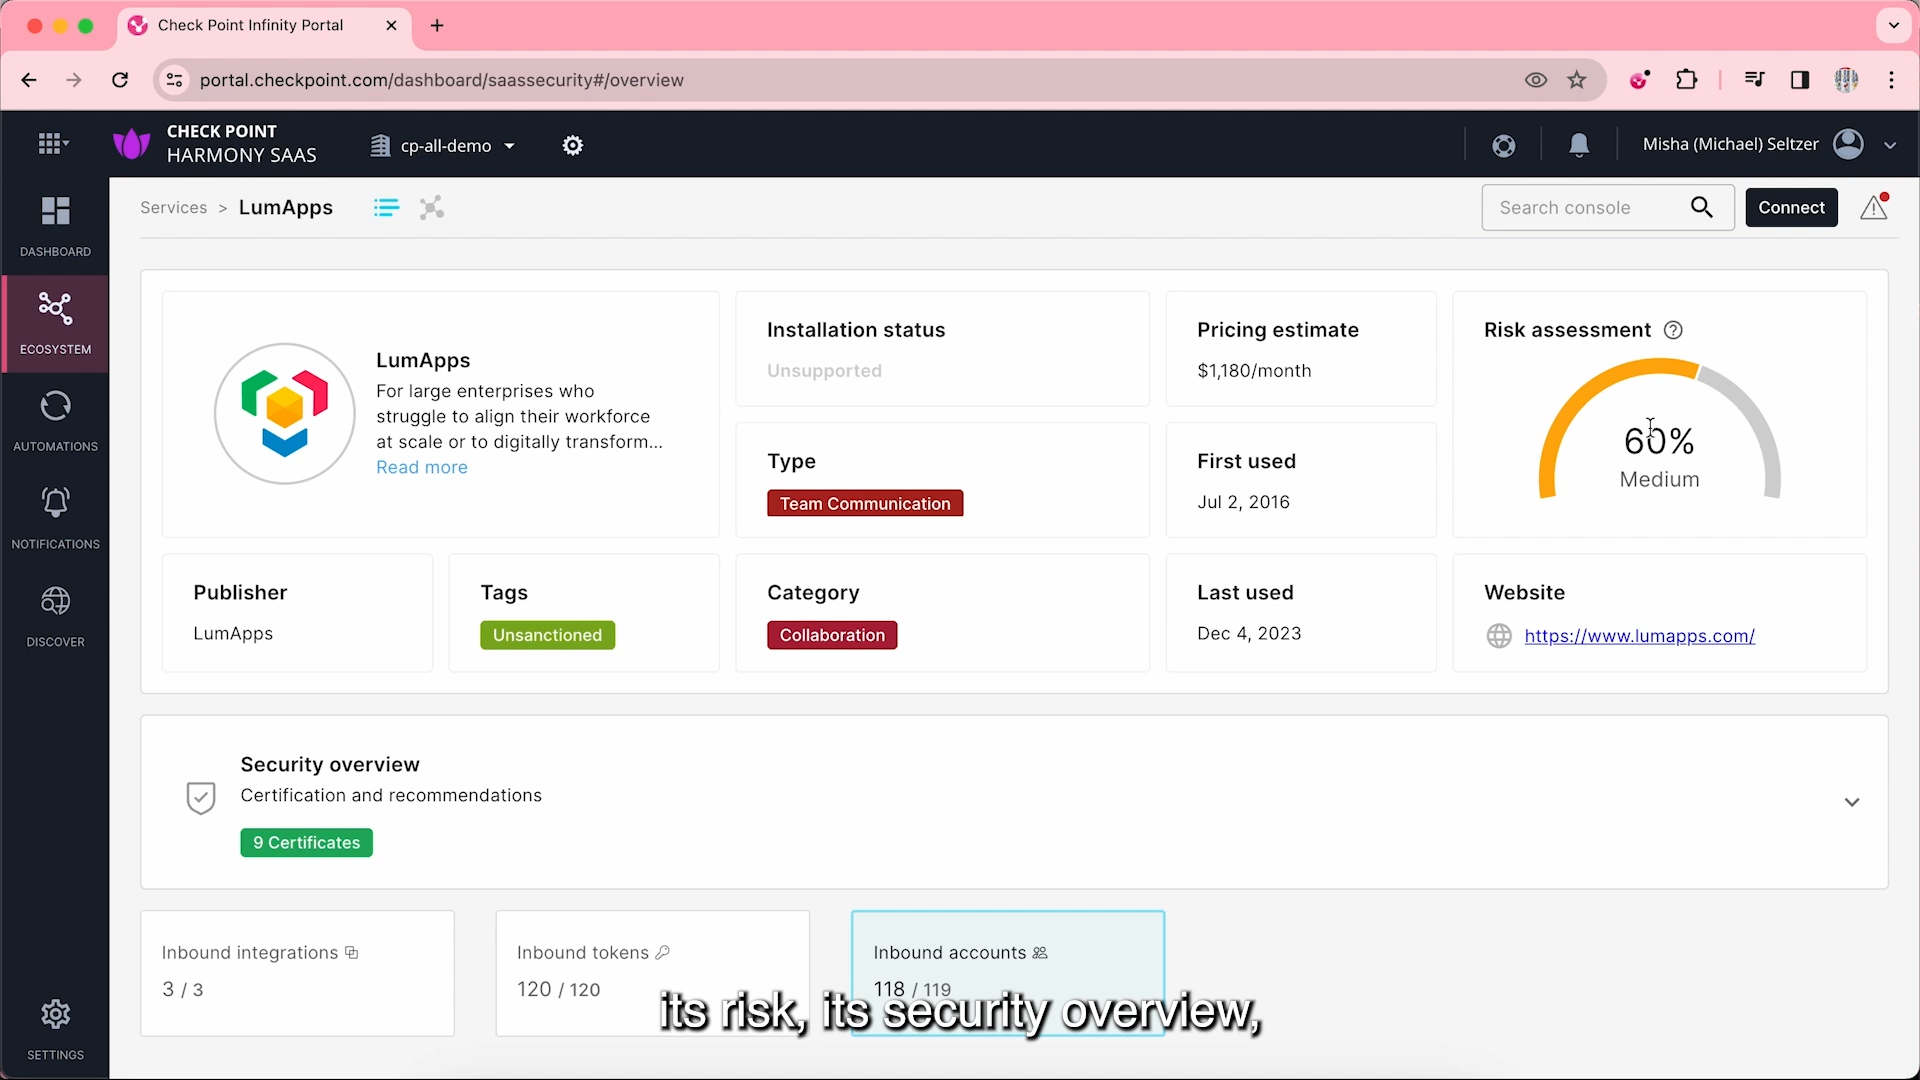 Check Point Infinity Portal
portal.checkpoint.com/dashboard/saassecurity#/overview
CHECK POINT
HARMONY SAAS
cp-all-demo
Misha (Michael) Seltzer
DASHBOARD
ECOSYSTEM
AUTOMATIONS
NOTIFICATIONS
DISCOVER
SETTINGS
Services > LumApps
Search console
Connect
LumApps
For large enterprises who
struggle to align their workforce
at scale or to digitally transform...
Read more
Installation status
Unsupported
Pricing estimate
$1,180/month
Risk assessment
60%
Medium
Type
Team Communication
First used
Jul 2, 2016
Publisher
LumApps
Tags
Unsanctioned
Category
Collaboration
Last used
Dec 4, 2023
Website
https://www.lumapps.com/
Security overview
Certification and recommendations
9 Certificates
Inbound integrations
3 / 3
Inbound tokens
120 / 120
Inbound accounts
118 / 119
its risk, its security overview,